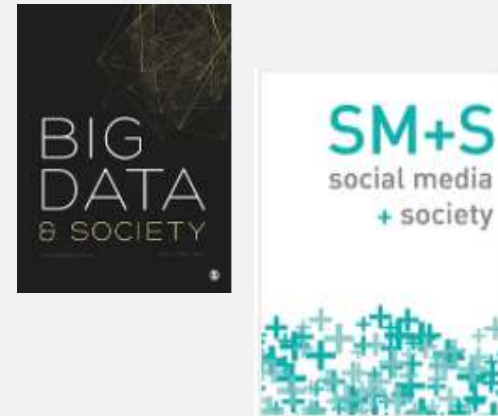 BIG
DATA
& SOCIETY
SM+S
social media
+ society